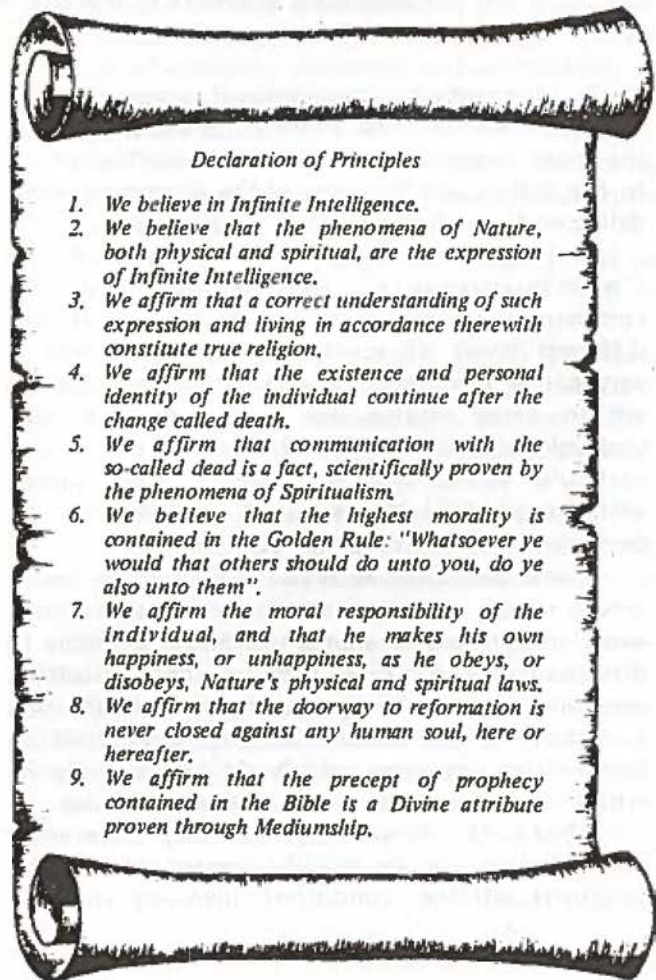 Declaration of Principles
1. We believe in Infinite Intelligence.
2. We believe that the phenomena of Nature,
both physical and spiritual, are the expression
of Infinite Intelligence.
3. We affirm that a correct understanding of such
expression and living in accordance therewith
constitute true religion.
4. We affirm that the existence and personal
identity of the individual continue after the
change called death.
5. We affirm that communication with the
so-called dead is a fact, scientifically proven by
the phenomena of Spiritualism.
6. We believe that the highest morality is
contained in the Golden Rule: "Whatsoever ye
would that others should do unto you, do ye
also unto them".
7. We affirm the moral responsibility of the
individual, and that he makes his own
happiness, or unhappiness, as he obeys, or
disobeys, Nature's physical and spiritual laws.
8. We affirm that the doorway to reformation is
never closed against any human soul, here or
hereafter.
9. We affirm that the precept of prophecy
contained in the Bible is a Divine attribute
proven through Mediumship.